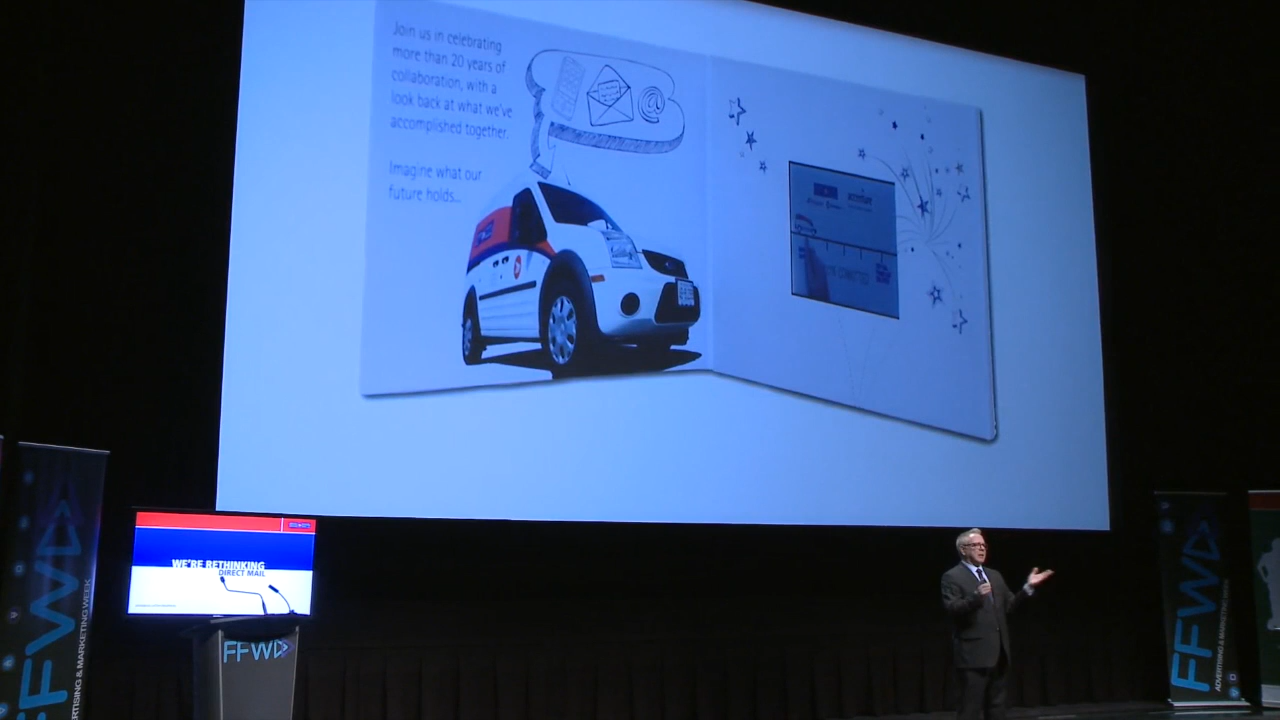 Join us in celebrating
more than 20 years of
collaboration, with a
look back at what we've
accomplished together.
Imagine what our
future holds...
accenture
WE'RE RETHINKING
DIRECT MAIL
FFWD
FFWD
ADVERTISING & MARKETING WEEK
FFWD
ADVERTISING & MARKETING WEEK